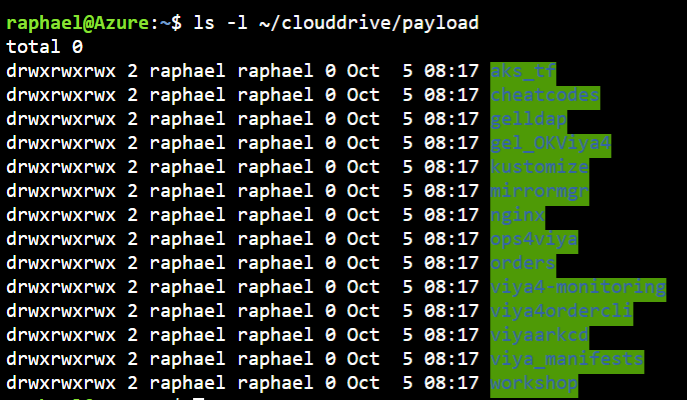 raphael@Azure:~$ ls -l ~/clouddrive/payload
total 0
drwxrwxrwx 2 raphael raphael 0 Oct  5 08:17 aks_tf
drwxrwxrwx 2 raphael raphael 0 Oct  5 08:17 cheatcodes
drwxrwxrwx 2 raphael raphael 0 Oct  5 08:17 gelldap
drwxrwxrwx 2 raphael raphael 0 Oct  5 08:17 gel_OKViya4
drwxrwxrwx 2 raphael raphael 0 Oct  5 08:17 kustomize
drwxrwxrwx 2 raphael raphael 0 Oct  5 08:17 mirrormgr
drwxrwxrwx 2 raphael raphael 0 Oct  5 08:17 nginx
drwxrwxrwx 2 raphael raphael 0 Oct  5 08:17 ops4viya
drwxrwxrwx 2 raphael raphael 0 Oct  5 08:17 orders
drwxrwxrwx 2 raphael raphael 0 Oct  5 08:17 viya4-monitoring
drwxrwxrwx 2 raphael raphael 0 Oct  5 08:17 viya4ordercli
drwxrwxrwx 2 raphael raphael 0 Oct  5 08:17 viyaarkcd
drwxrwxrwx 2 raphael raphael 0 Oct  5 08:17 viya_manifests
drwxrwxrwx 2 raphael raphael 0 Oct  5 08:17 workshop